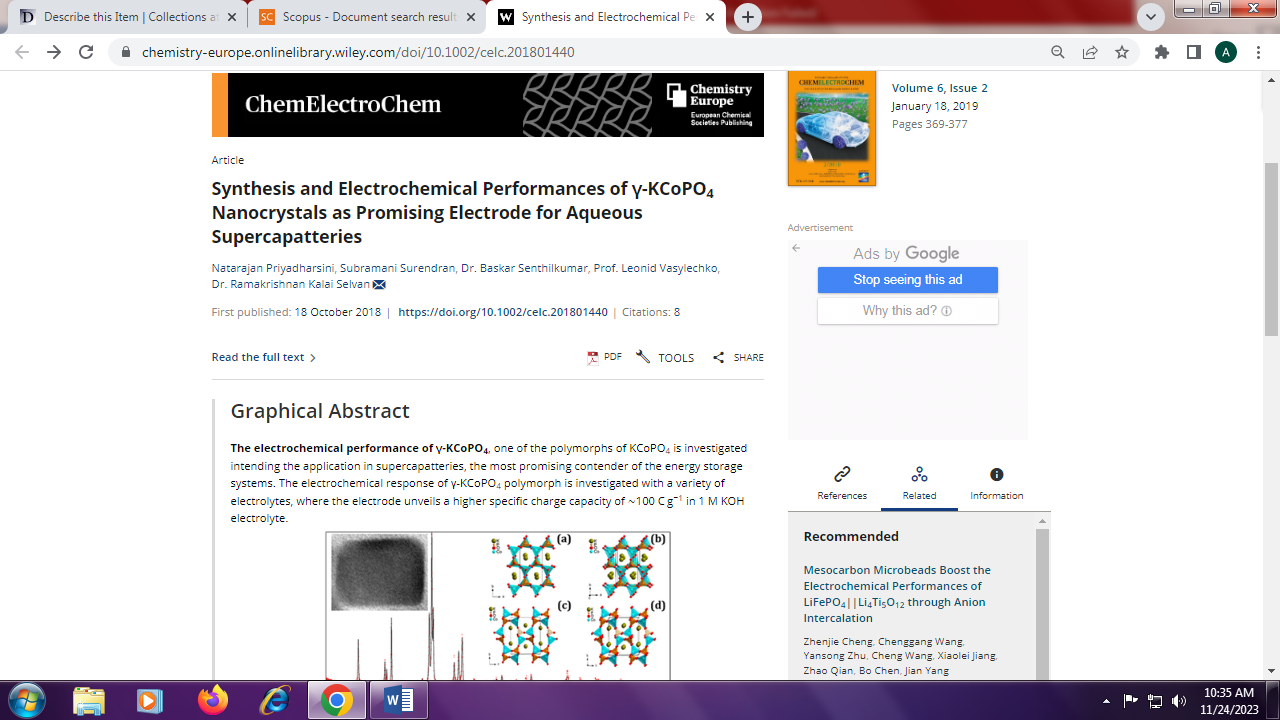 Describe this Item | Collections at
Scopus - Document search result
Synthesis and Electrochemical Pe
chemistry-europe.onlinelibrary.wiley.com/doi/10.1002/celc.201801440
A
ChemElectroChem
Chemistry
Europe
European Chemical
Societies Publishing
CHEMELECTROCHEM
Volume 6, Issue 2
January 18, 2019
Pages 369-377
Article
Synthesis and Electrochemical Performances of γ-KCoPO4
Nanocrystals as Promising Electrode for Aqueous
Supercapatteries
Natarajan Priyadharsini, Subramani Surendran, Dr. Baskar Senthilkumar, Prof. Leonid Vasylechko,
Dr. Ramakrishnan Kalai Selvan
First published: 18 October 2018 | https://doi.org/10.1002/celc.201801440 | Citations: 8
Read the full text
PDF
TOOLS
SHARE
Graphical Abstract
The electrochemical performance of γ-KCoPO4, one of the polymorphs of KCoPO4 is investigated
intending the application in supercapatteries, the most promising contender of the energy storage
systems. The electrochemical response of γ-KCoPO4 polymorph is investigated with a variety of
electrolytes, where the electrode unveils a higher specific charge capacity of ~100 C g−1 in 1 M KOH
electrolyte.
(a)
(b)
(c)
(d)
Advertisement
Ads by Google
Stop seeing this ad
Why this ad?
References
Related
Information
Recommended
Mesocarbon Microbeads Boost the
Electrochemical Performances of
LiFePO4||Li4Ti5O12 through Anion
Intercalation
Zhenjie Cheng, Chenggang Wang,
Yansong Zhu, Cheng Wang, Xiaolei Jiang,
Zhao Qian, Bo Chen, Jian Yang
10:35 AM
11/24/2023